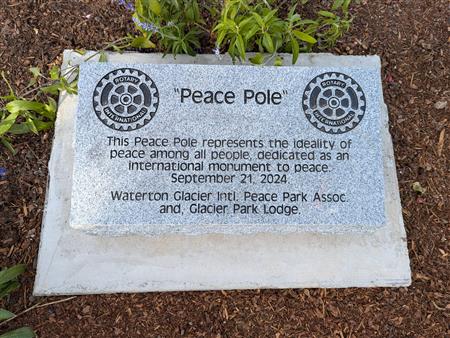 ROTARY
INTERNATIONAL
"Peace Pole"
ROTARY
INTERNATIONAL
This Peace Pole represents the ideality of
peace among all people, dedicated as an
international monument to peace.
September 21, 2024
Waterton Glacier Intl. Peace Park Assoc.
and, Glacier Park Lodge.